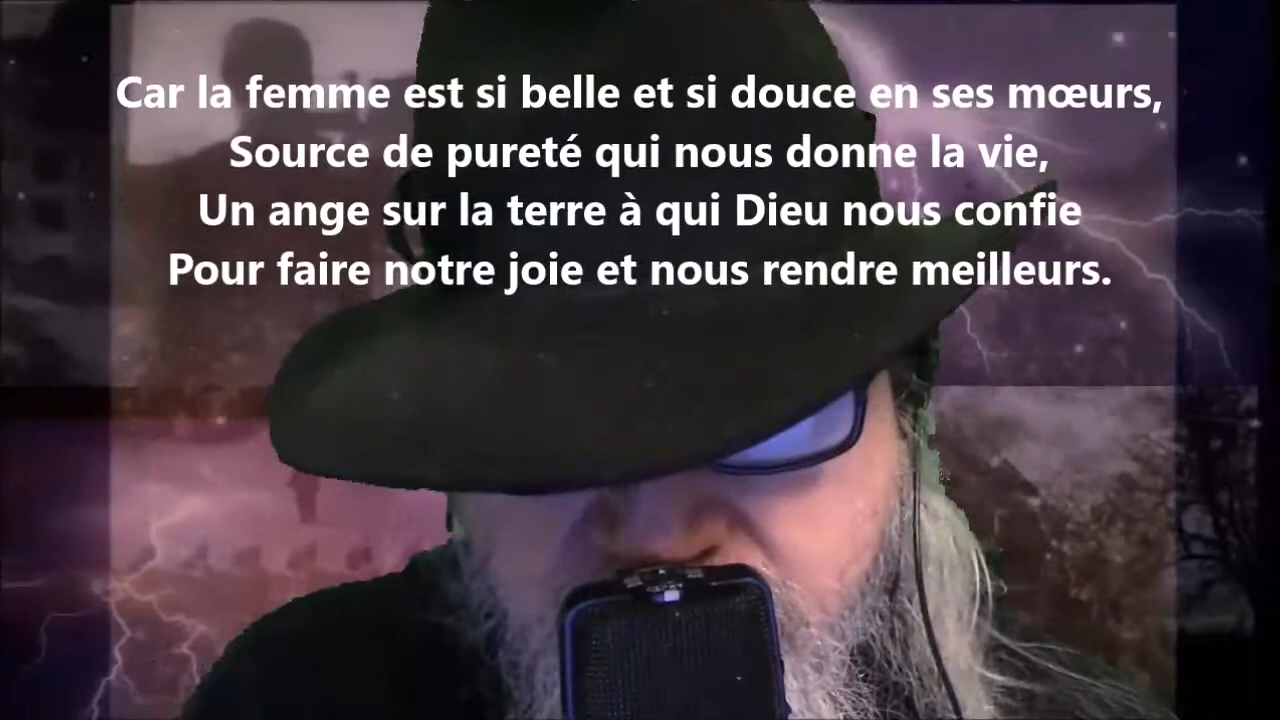 Car la femme est si belle et si douce en ses mœurs,
Source de pureté qui nous donne la vie,
Un ange sur la terre à qui Dieu nous confie
Pour faire notre joie et nous rendre meilleurs.